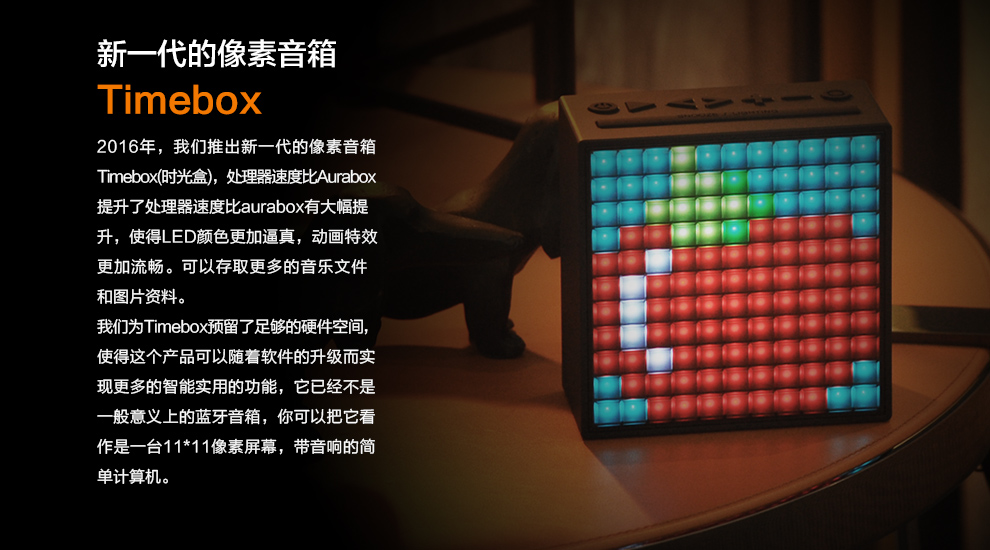 新一代的像素音箱
Timebox
2016年，我们推出新一代的像素音箱
Timebox(时光盒)，处理器速度比Aurabox
提升了处理器速度比aurabox有大幅提
升，使得LED颜色更加逼真，动画特效
更加流畅。可以存取更多的音乐文件
和图片资料。
我们为Timebox预留了足够的硬件空间，
使得这个产品可以随着软件的升级而实
现更多的智能实用的功能，它已经不是
一般意义上的蓝牙音箱，你可以把它看
作是一台11*11像素屏幕，带音响的简
单计算机。